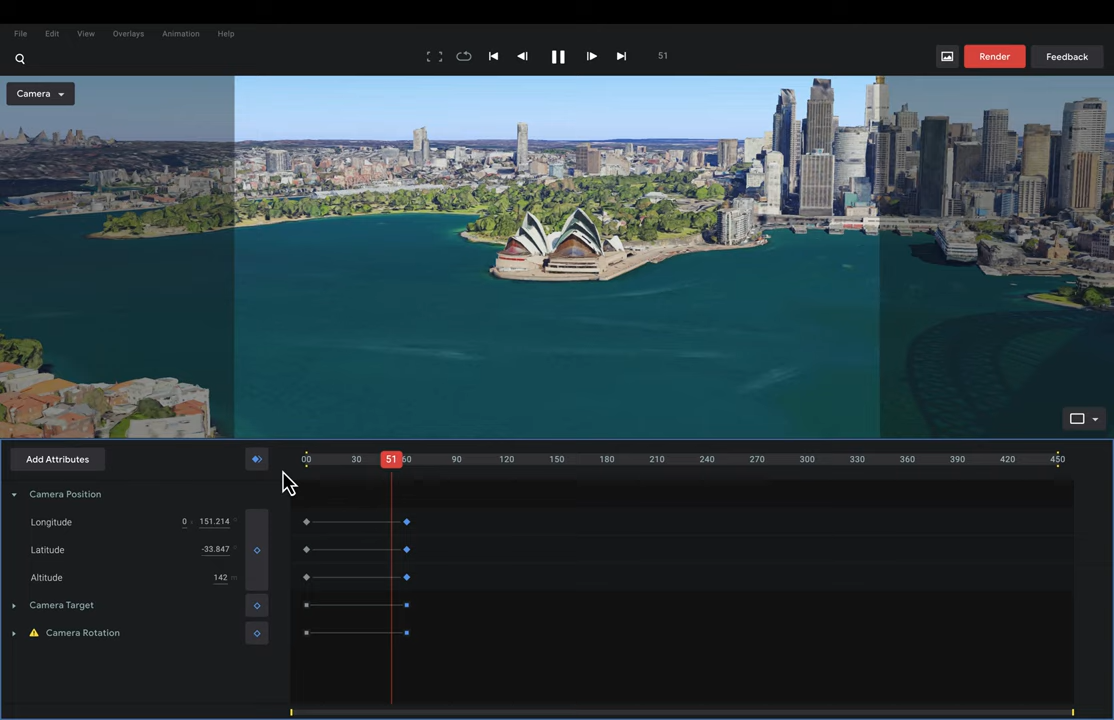 File Edit View Overlays Animation Help
51
Render Feedback
Camera
Add Attributes
00 30 51 60 90 120 150 180 210 240 270 300 330 360 390 420 450
Camera Position
Longitude 0 151.214
Latitude -33.847
Altitude 142 m
Camera Target
Camera Rotation